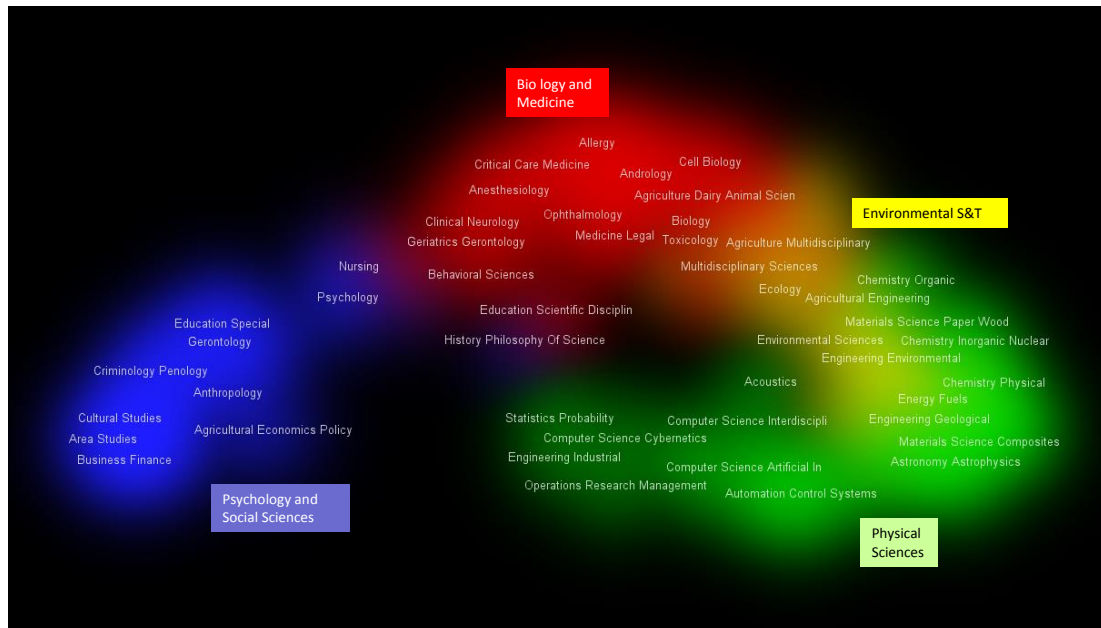 Bio logy and
Medicine
Allergy
Critical Care Medicine
Cell Biology
Andrology
Anesthesiology
Agriculture Dairy Animal Scien
Environmental S&T
Ophthalmology
Clinical Neurology
Biology
Medicine Legal
Toxicology
Geriatrics Gerontology
Agriculture Multidisciplinary
Nursing
Behavioral Sciences
Multidisciplinary Sciences
Chemistry Organic
Ecology
Psychology
Agricultural Engineering
Education Scientific Disciplin
Education Special
Materials Science Paper Wood
Gerontology
History Philosophy Of Science
Environmental Sciences
Chemistry Inorganic Nuclear
Engineering Environmental
Criminology Penology
Acoustics
Chemistry Physical
Anthropology
Energy Fuels
Cultural Studies
Statistics Probability
Computer Science Interdiscipli
Engineering Geological
Agricultural Economics Policy
Area Studies
Computer Science Cybernetics
Materials Science Composites
Business Finance
Engineering Industrial
Computer Science Artificial In
Astronomy Astrophysics
Operations Research Management
Automation Control Systems
Psychology and
Social Sciences
Physical
Sciences